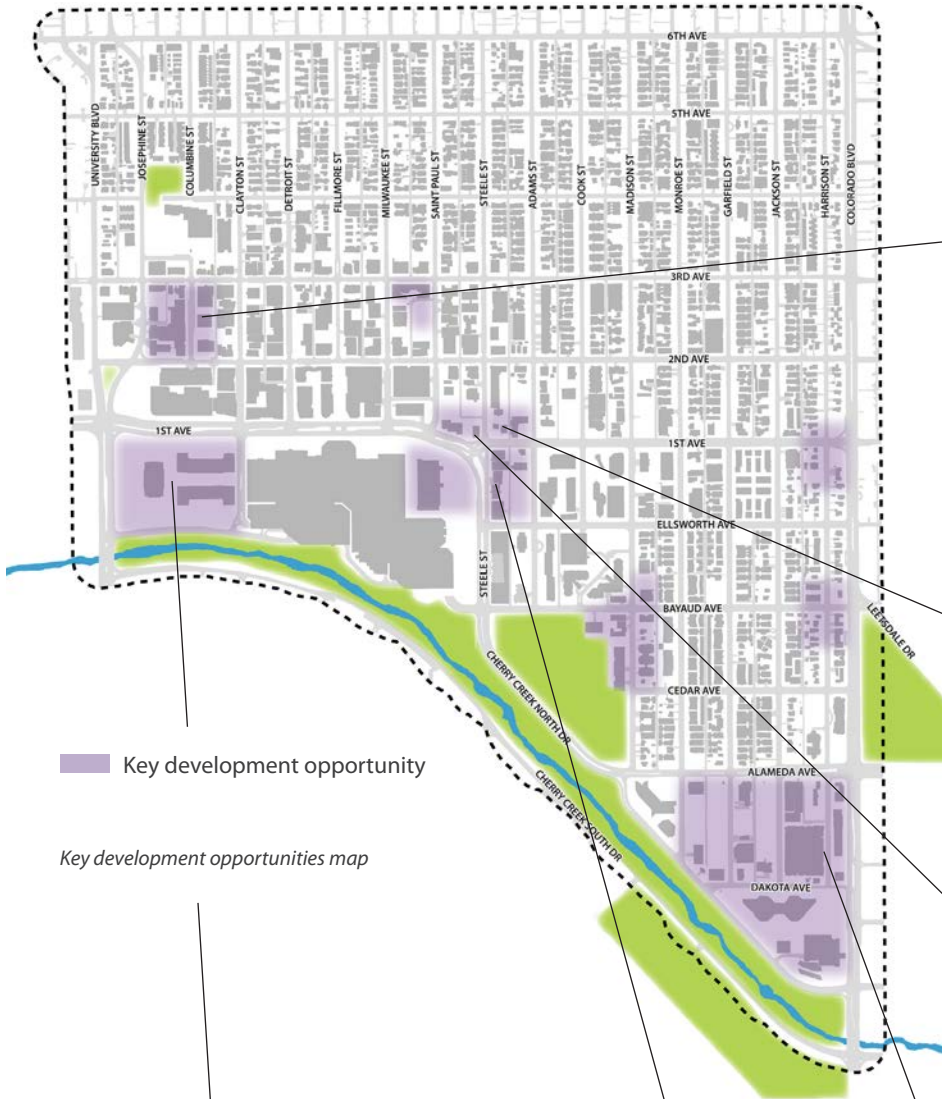 6TH AVE
5TH AVE
UNIVERSITY BLVD
JOSEPHINE ST
COLUMBINE ST
CLAYTON ST
DETROIT ST
FILLMORE ST
MILWAUKEE ST
SAINT PAUL ST
STEELE ST
ADAMS ST
COOK ST
MADISON ST
MONROE ST
GARFIELD ST
JACKSON ST
HARRISON ST
COLORADO BLVD
3RD AVE
2ND AVE
1ST AVE
1ST AVE
ELLSWORTH AVE
STEELE ST
BAYAUD AVE
LEETSDALE DR
CEDAR AVE
CHERRY CREEK NORTH DR
ALAMEDA AVE
Key development opportunity
CHERRY CREEK SOUTH DR
Key development opportunities map
DAKOTA AVE